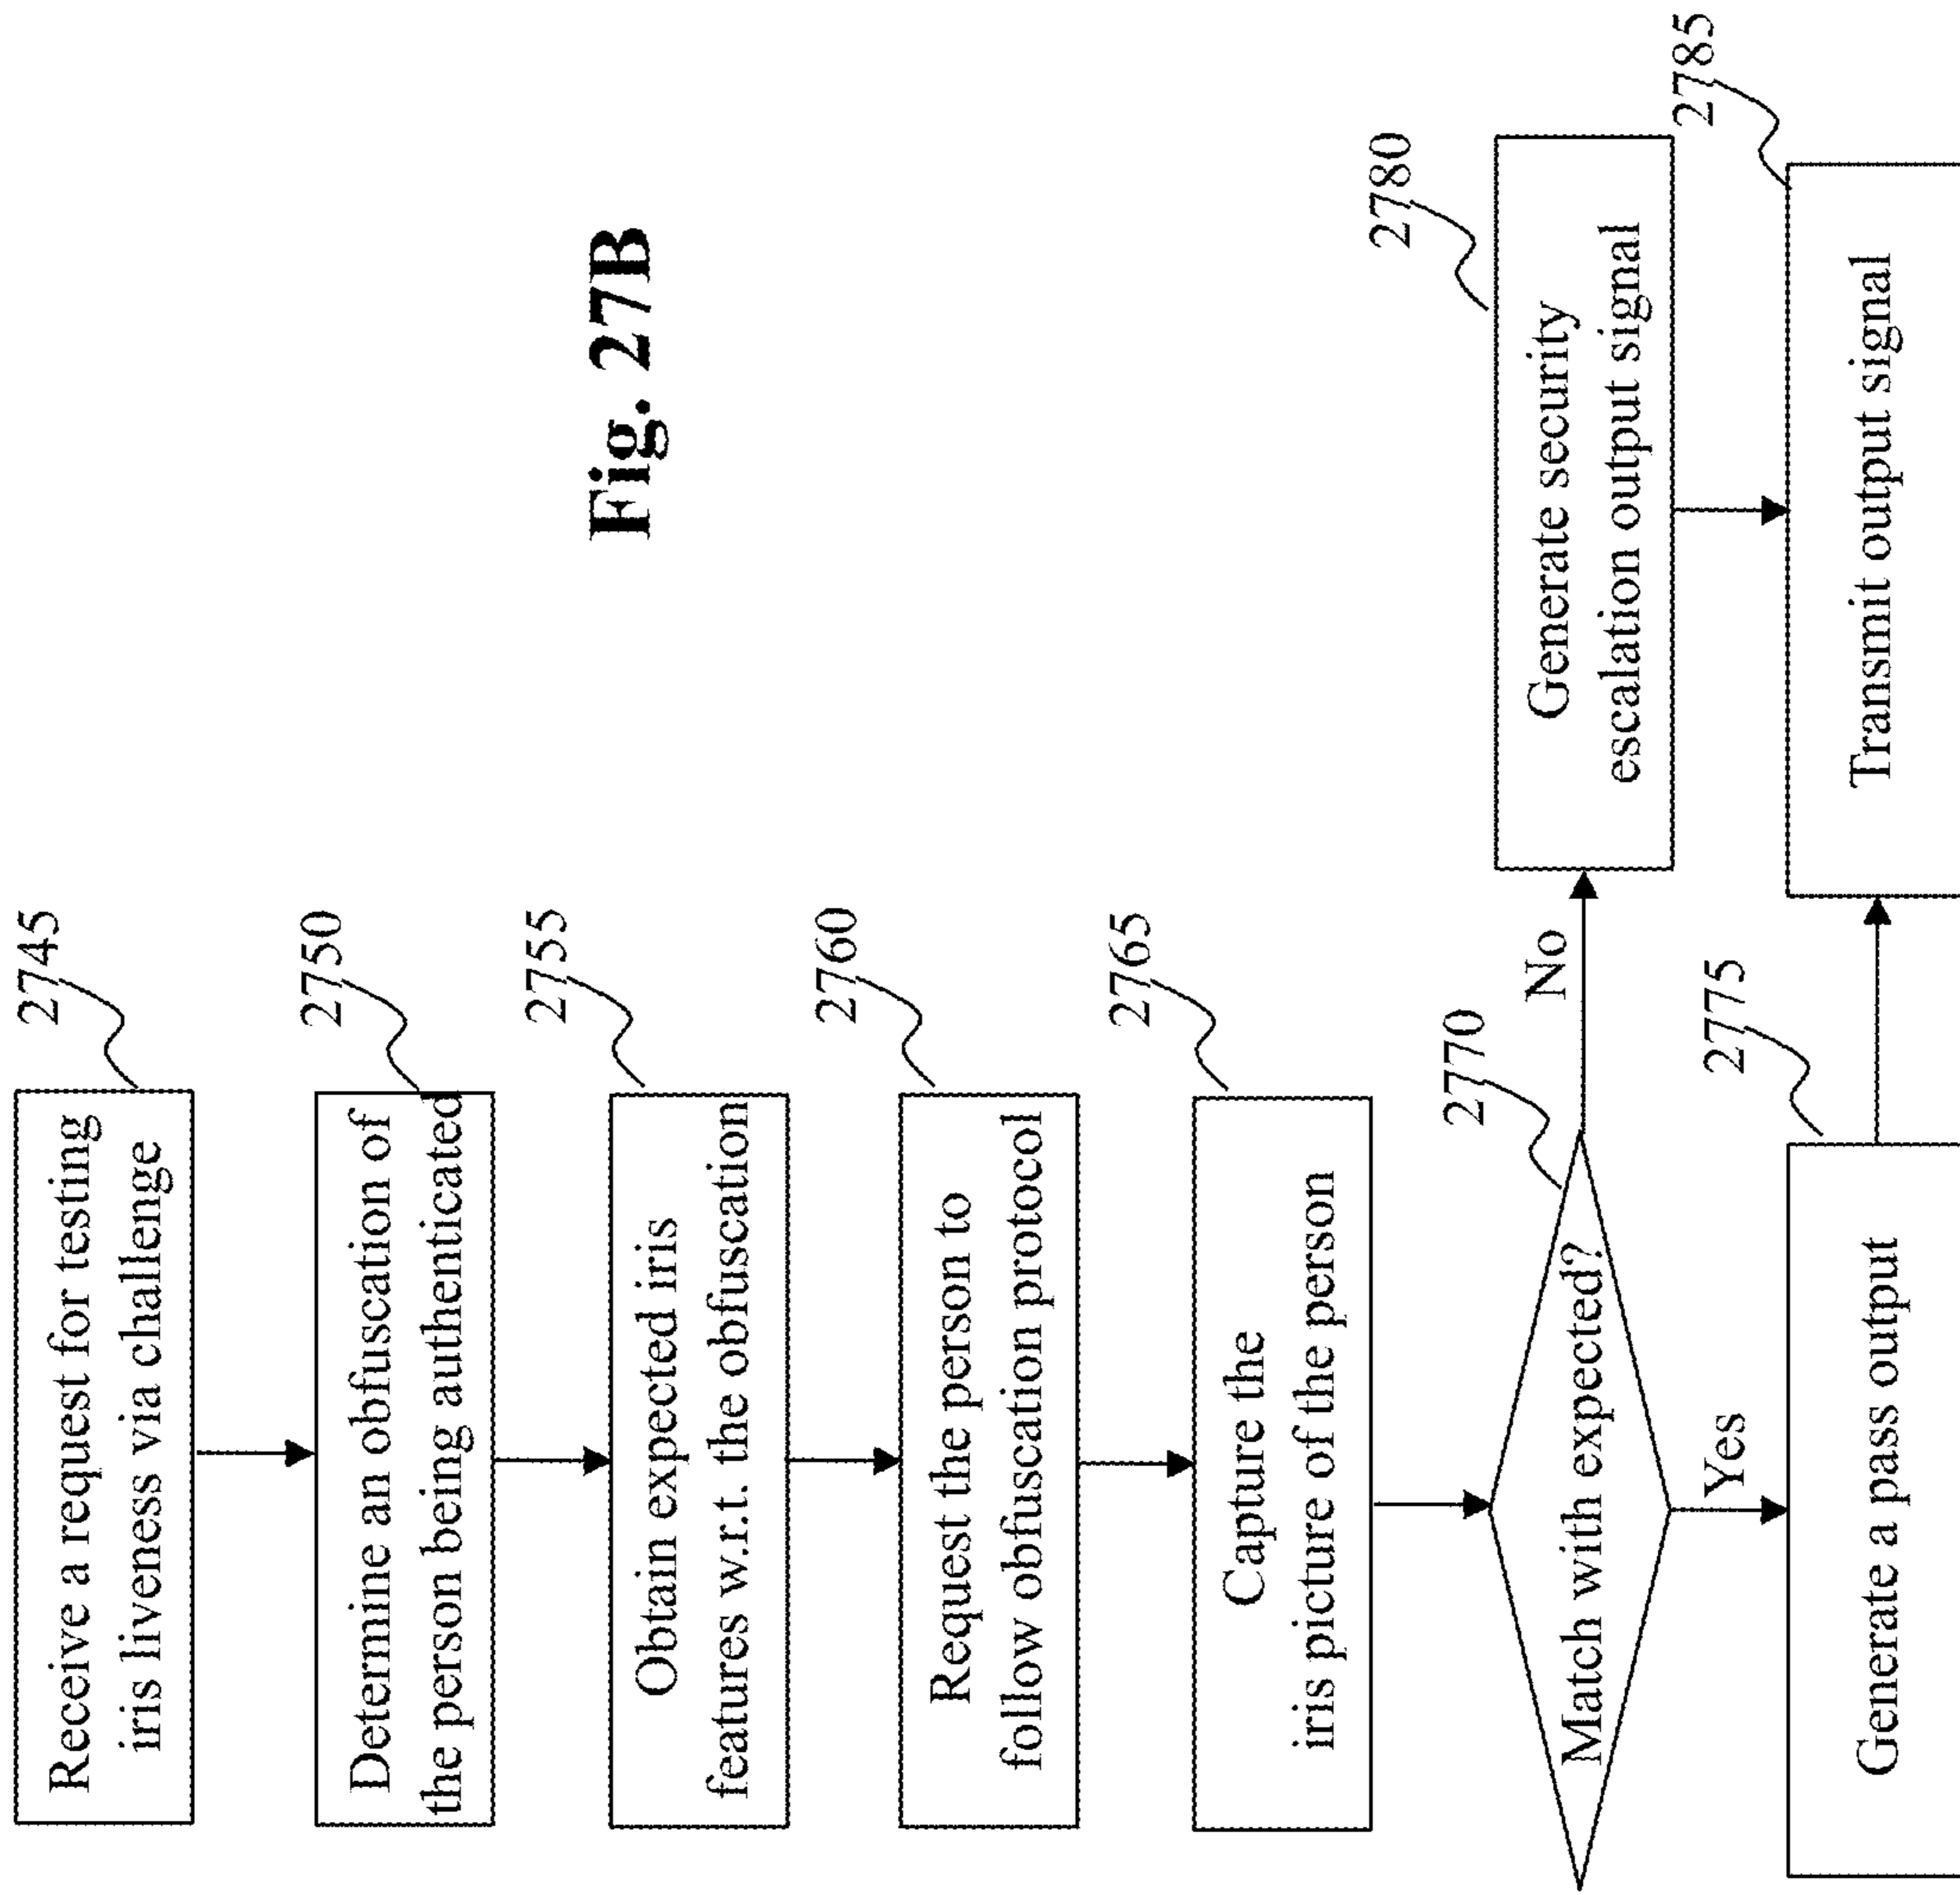 2745
Receive a request for testing
iris liveness via challenge
2750
Determine an obfuscation of
the person being authenticated
2755
Obtain expected iris
features w.r.t. the obfuscation
2760
Request the person to
follow obfuscation protocol
2765
Capture the
iris picture of the person
2770
Match with expected?
No
Yes
2780
Generate security
escalation output signal
2775
Generate a pass output
2785
Transmit output signal
Fig. 27B